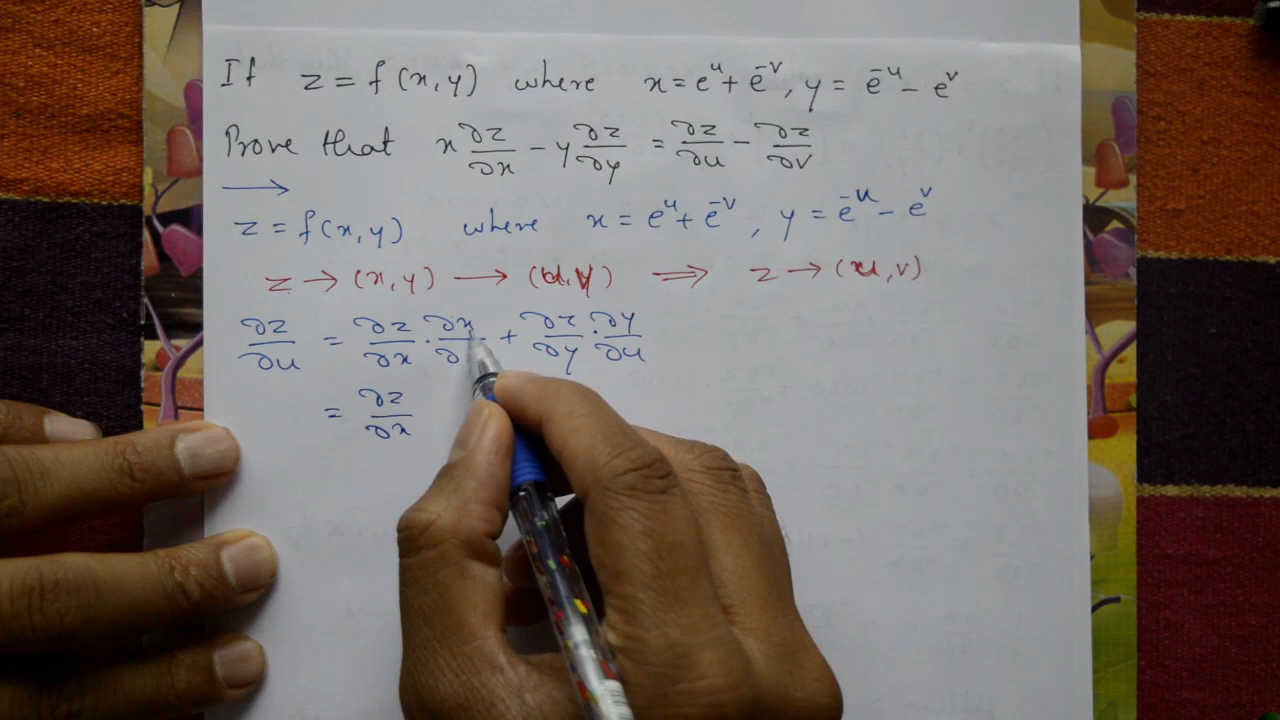 If z = f(x,y) where x = e^u + e^-v, y = e^-u - e^v
Prove that x ∂z/∂x - y ∂z/∂y = ∂z/∂u - ∂z/∂v
→
z = f(x,y) where x = e^u + e^-v, y = e^-u - e^v
z → (x,y) → (u,v) ⇒ z → (u,v)
∂z/∂u = ∂z/∂x · ∂x/∂ + ∂z/∂y · ∂y/∂u
= ∂z/∂x